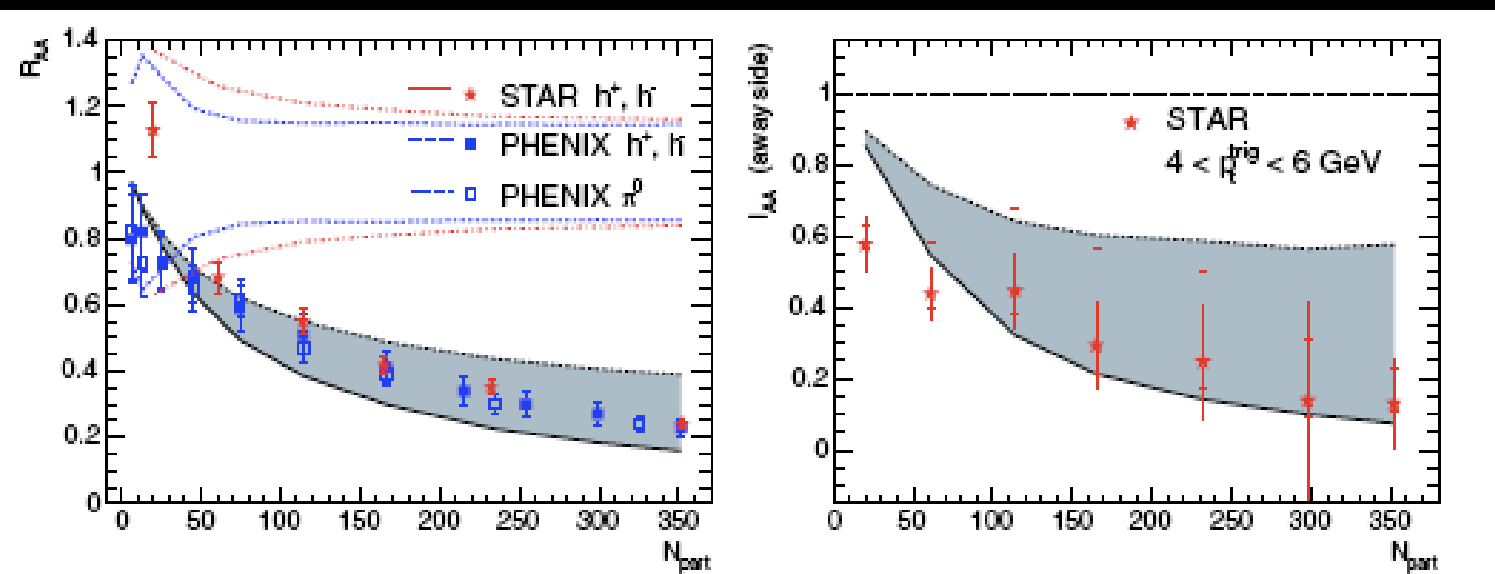 R_AA
1.4
1.2
1
0.8
0.6
0.4
0.2
0
STAR h⁺, h⁻
PHENIX h⁺, h⁻
PHENIX π⁰
0 50 100 150 200 250 300 350
N_part
I_AA (away side)
1
0.8
0.6
0.4
0.2
0
STAR
4 < p_t^trig < 6 GeV
0 50 100 150 200 250 300 350
N_part